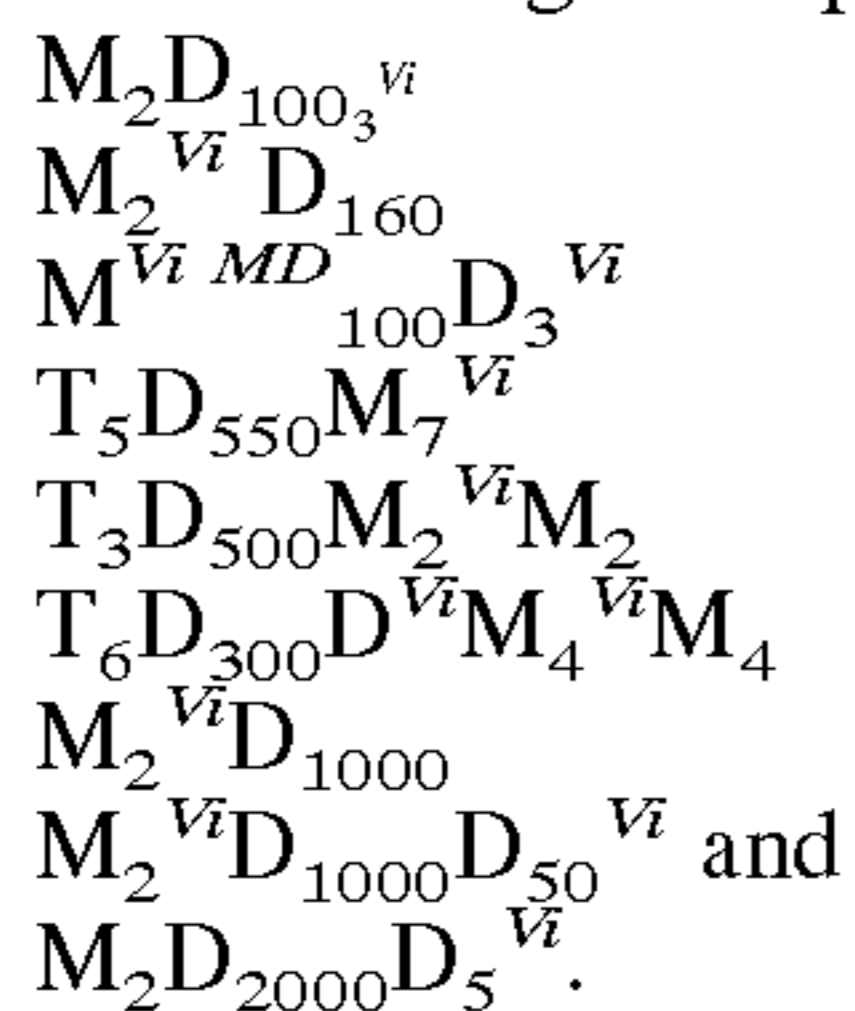 M₂D₁₀₀₃ⱽⁱ
M₂ⱽⁱ D₁₆₀
Mⱽⁱ ᴹᴰ₁₀₀D₃ⱽⁱ
T₅D₅₅₀M₇ⱽⁱ
T₃D₅₀₀M₂ⱽⁱM₂
T₆D₃₀₀DⱽⁱM₄ⱽⁱM₄
M₂ⱽⁱD₁₀₀₀
M₂ⱽⁱD₁₀₀₀D₅₀ⱽⁱ and
M₂D₂₀₀₀D₅ⱽⁱ.